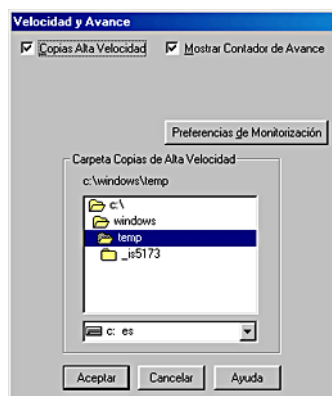 Velocidad y Avance
Copias Alta Velocidad
Mostrar Contador de Avance
Preferencias de Monitorización
Carpeta Copias de Alta Velocidad
c:\windows\temp
c:\
windows
temp
_is5173
c: es
Aceptar
Cancelar
Ayuda